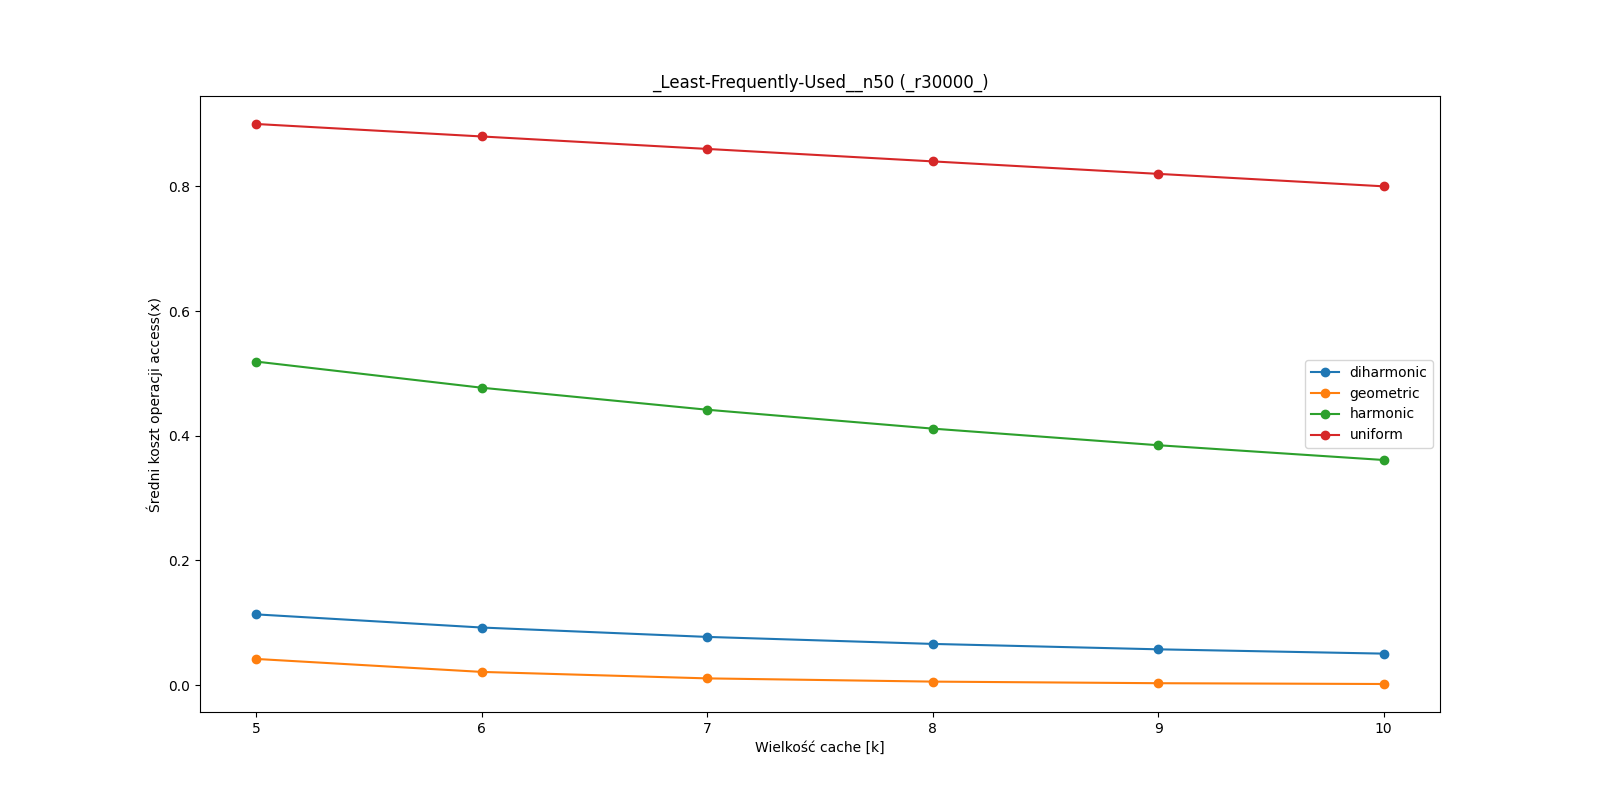 _Least-Frequently-Used__n50 (_r30000_)
Średni koszt operacji access(x)
0.8
0.6
0.4
0.2
0.0
diharmonic
geometric
harmonic
uniform
5 6 7 8 9 10
Wielkość cache [k]